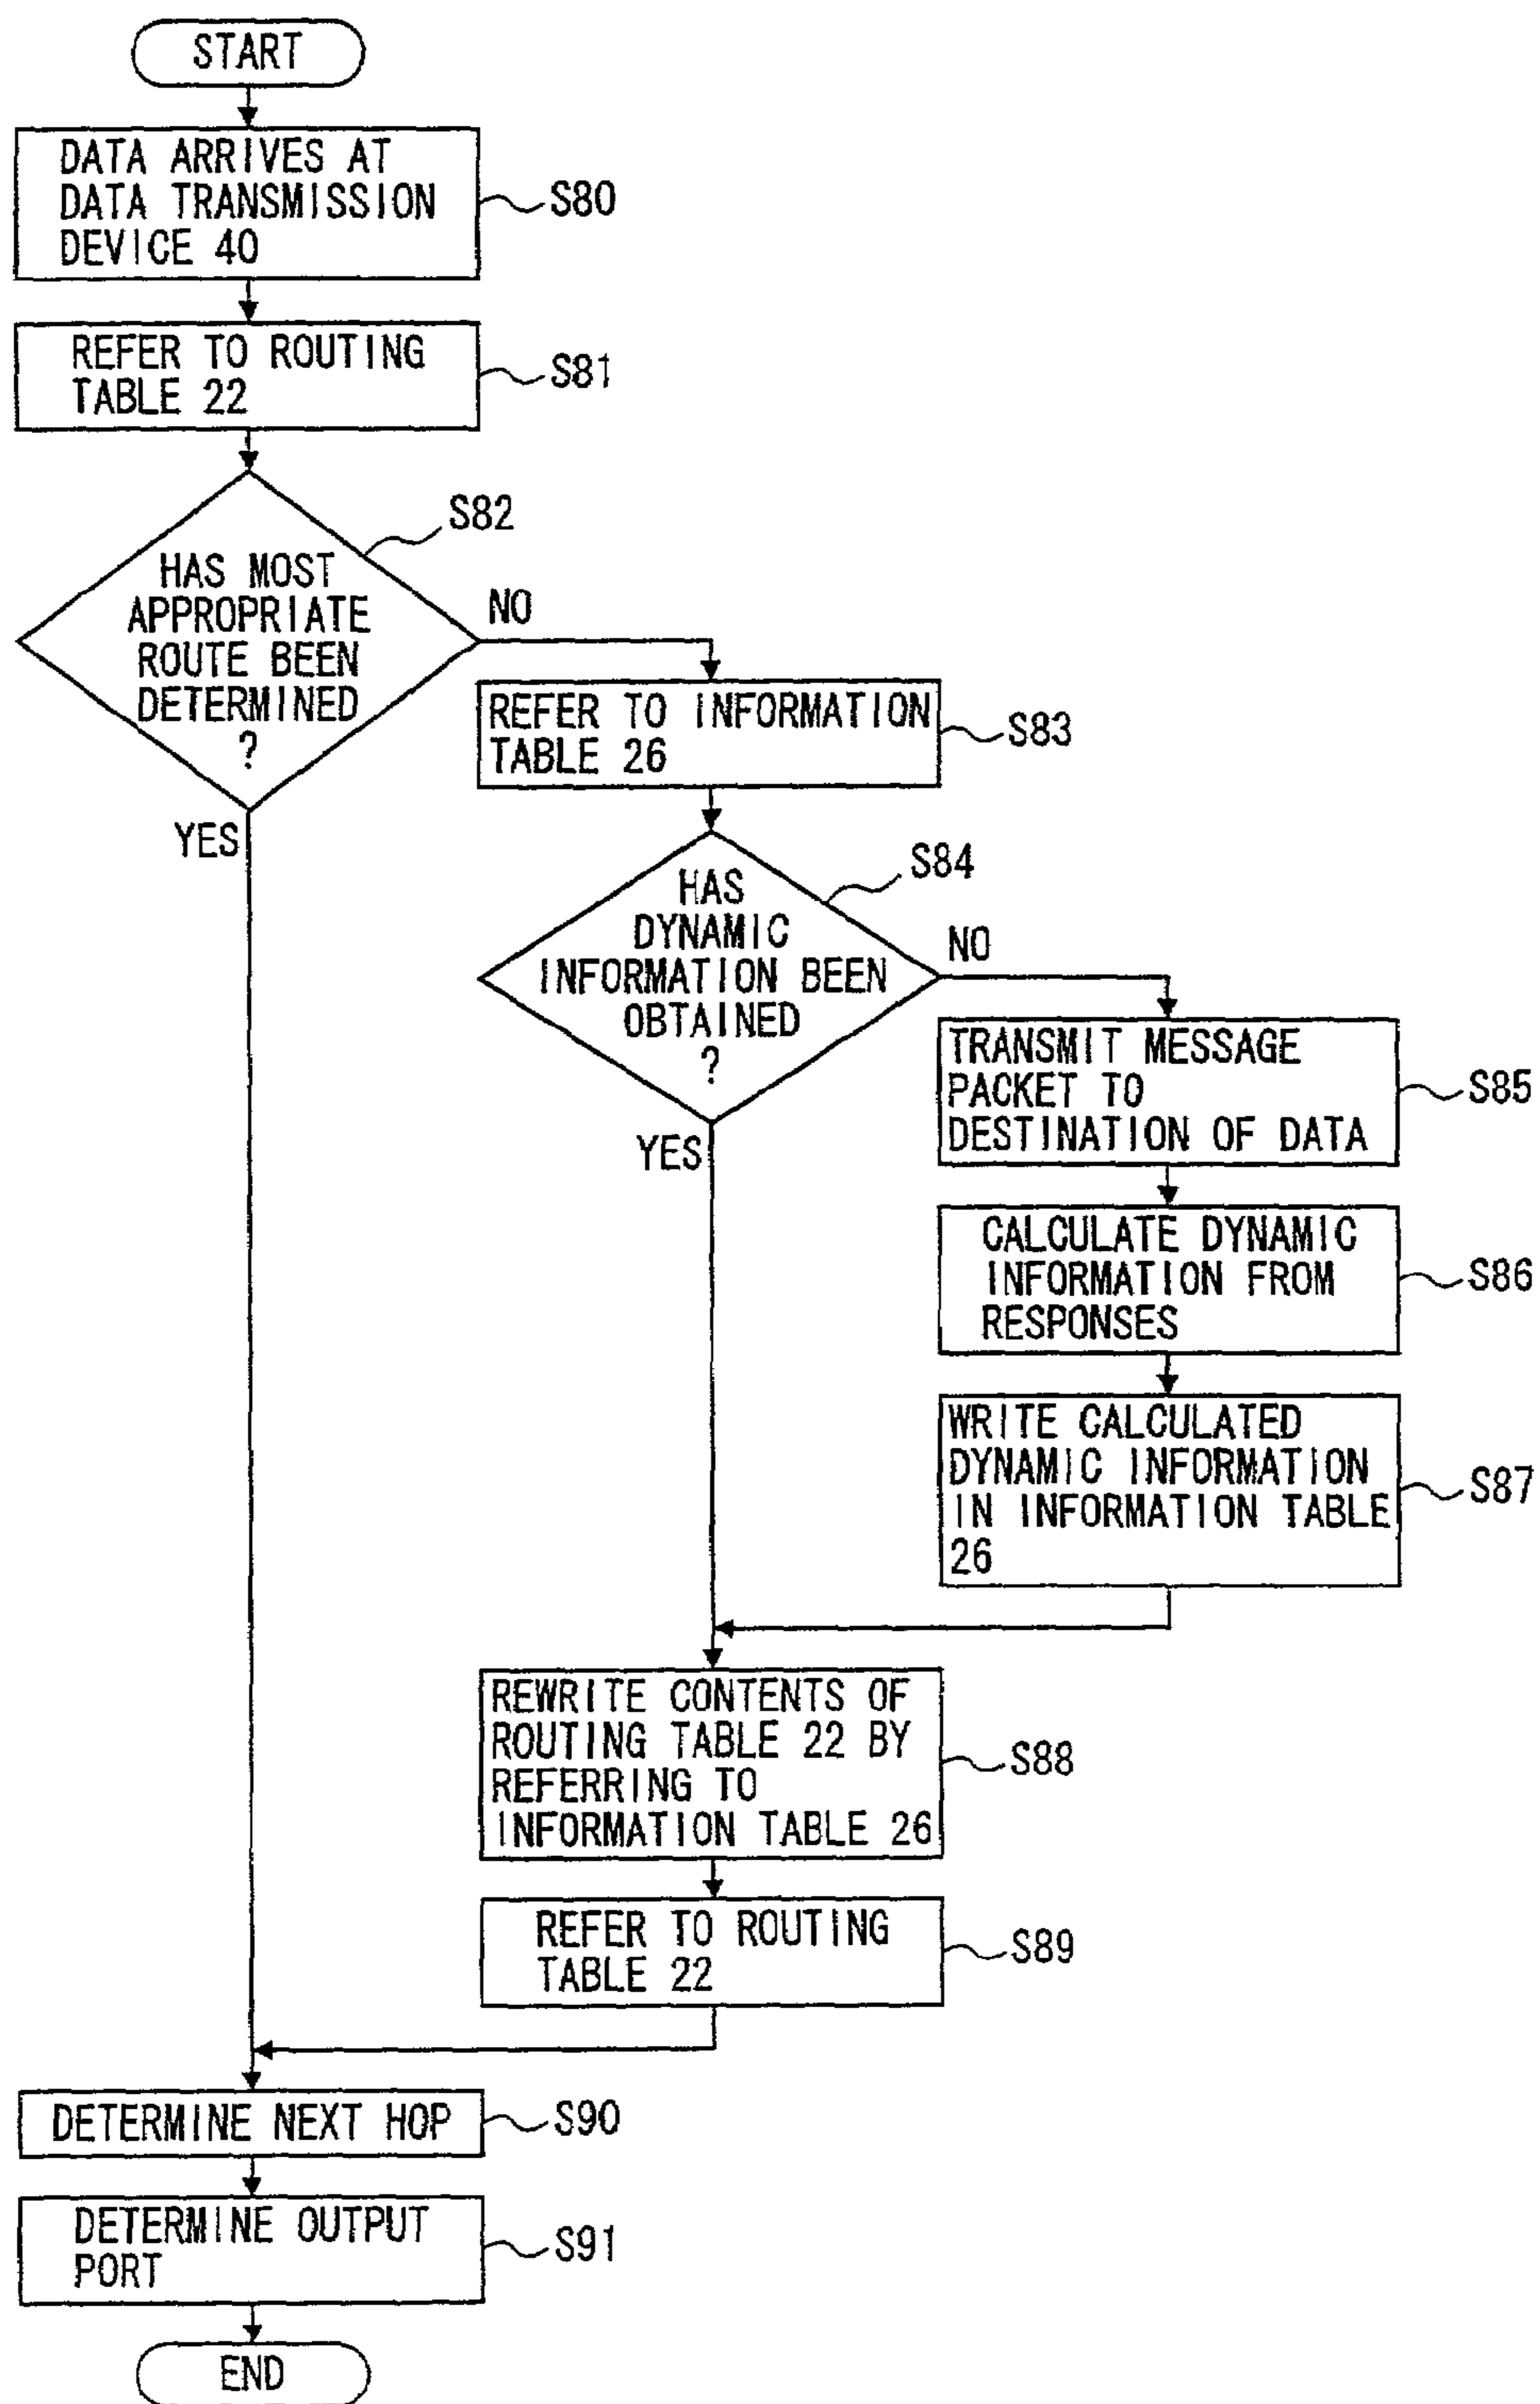 START
DATA ARRIVES AT
DATA TRANSMISSION
DEVICE 40
S80
REFER TO ROUTING
TABLE 22
S81
HAS MOST
APPROPRIATE
ROUTE BEEN
DETERMINED
?
S82
NO
YES
REFER TO INFORMATION
TABLE 26
S83
HAS
DYNAMIC
INFORMATION BEEN
OBTAINED
?
S84
NO
YES
TRANSMIT MESSAGE
PACKET TO
DESTINATION OF DATA
S85
CALCULATE DYNAMIC
INFORMATION FROM
RESPONSES
S86
WRITE CALCULATED
DYNAMIC INFORMATION
IN INFORMATION TABLE
26
S87
REWRITE CONTENTS OF
ROUTING TABLE 22 BY
REFERRING TO
INFORMATION TABLE 26
S88
REFER TO ROUTING
TABLE 22
S89
DETERMINE NEXT HOP
S90
DETERMINE OUTPUT
PORT
S91
END